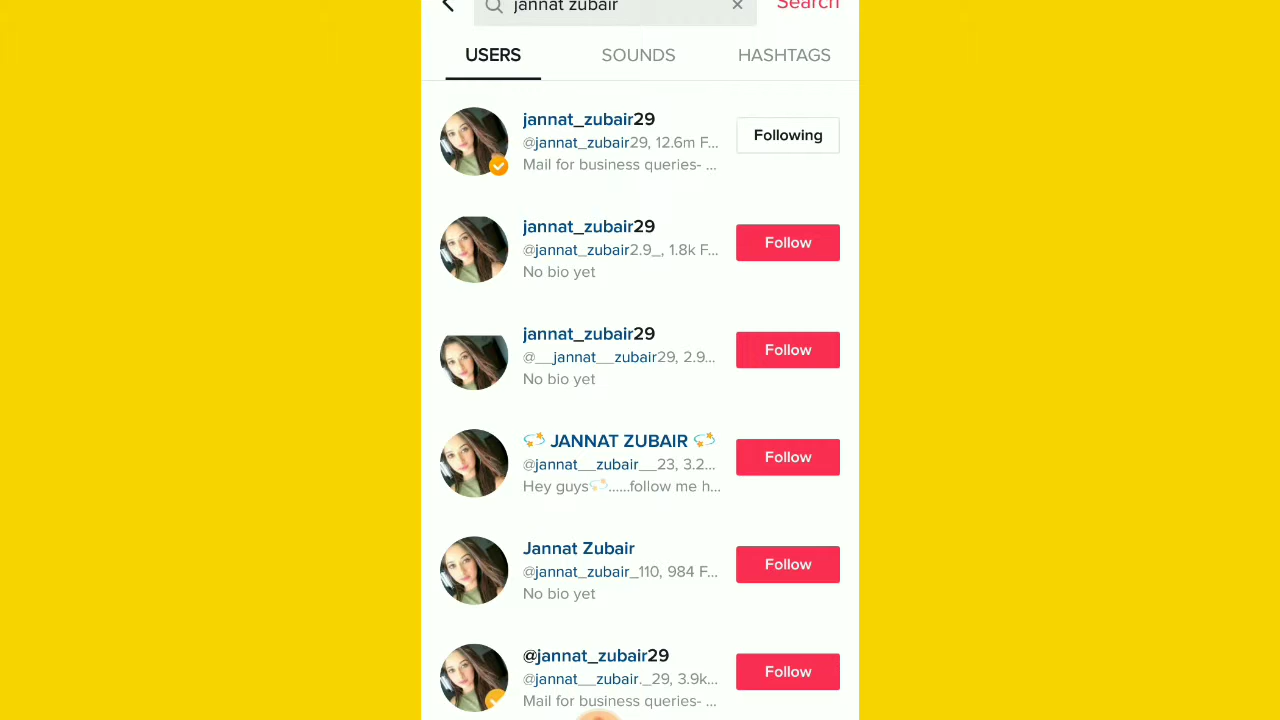 jannat zubair
Search
USERS SOUNDS HASHTAGS
jannat_zubair29
@jannat_zubair29, 12.6m F...
Mail for business queries- ...
Following
jannat_zubair29
@jannat_zubair2.9_, 1.8k F...
No bio yet
Follow
jannat_zubair29
@__jannat__zubair29, 2.9...
No bio yet
Follow
💫 JANNAT ZUBAIR 💫
@jannat__zubair__23, 3.2...
Hey guys💫......follow me h...
Follow
Jannat Zubair
@jannat_zubair_110, 984 F...
No bio yet
Follow
@jannat_zubair29
@jannat__zubair._29, 3.9k...
Mail for business queries- ...
Follow